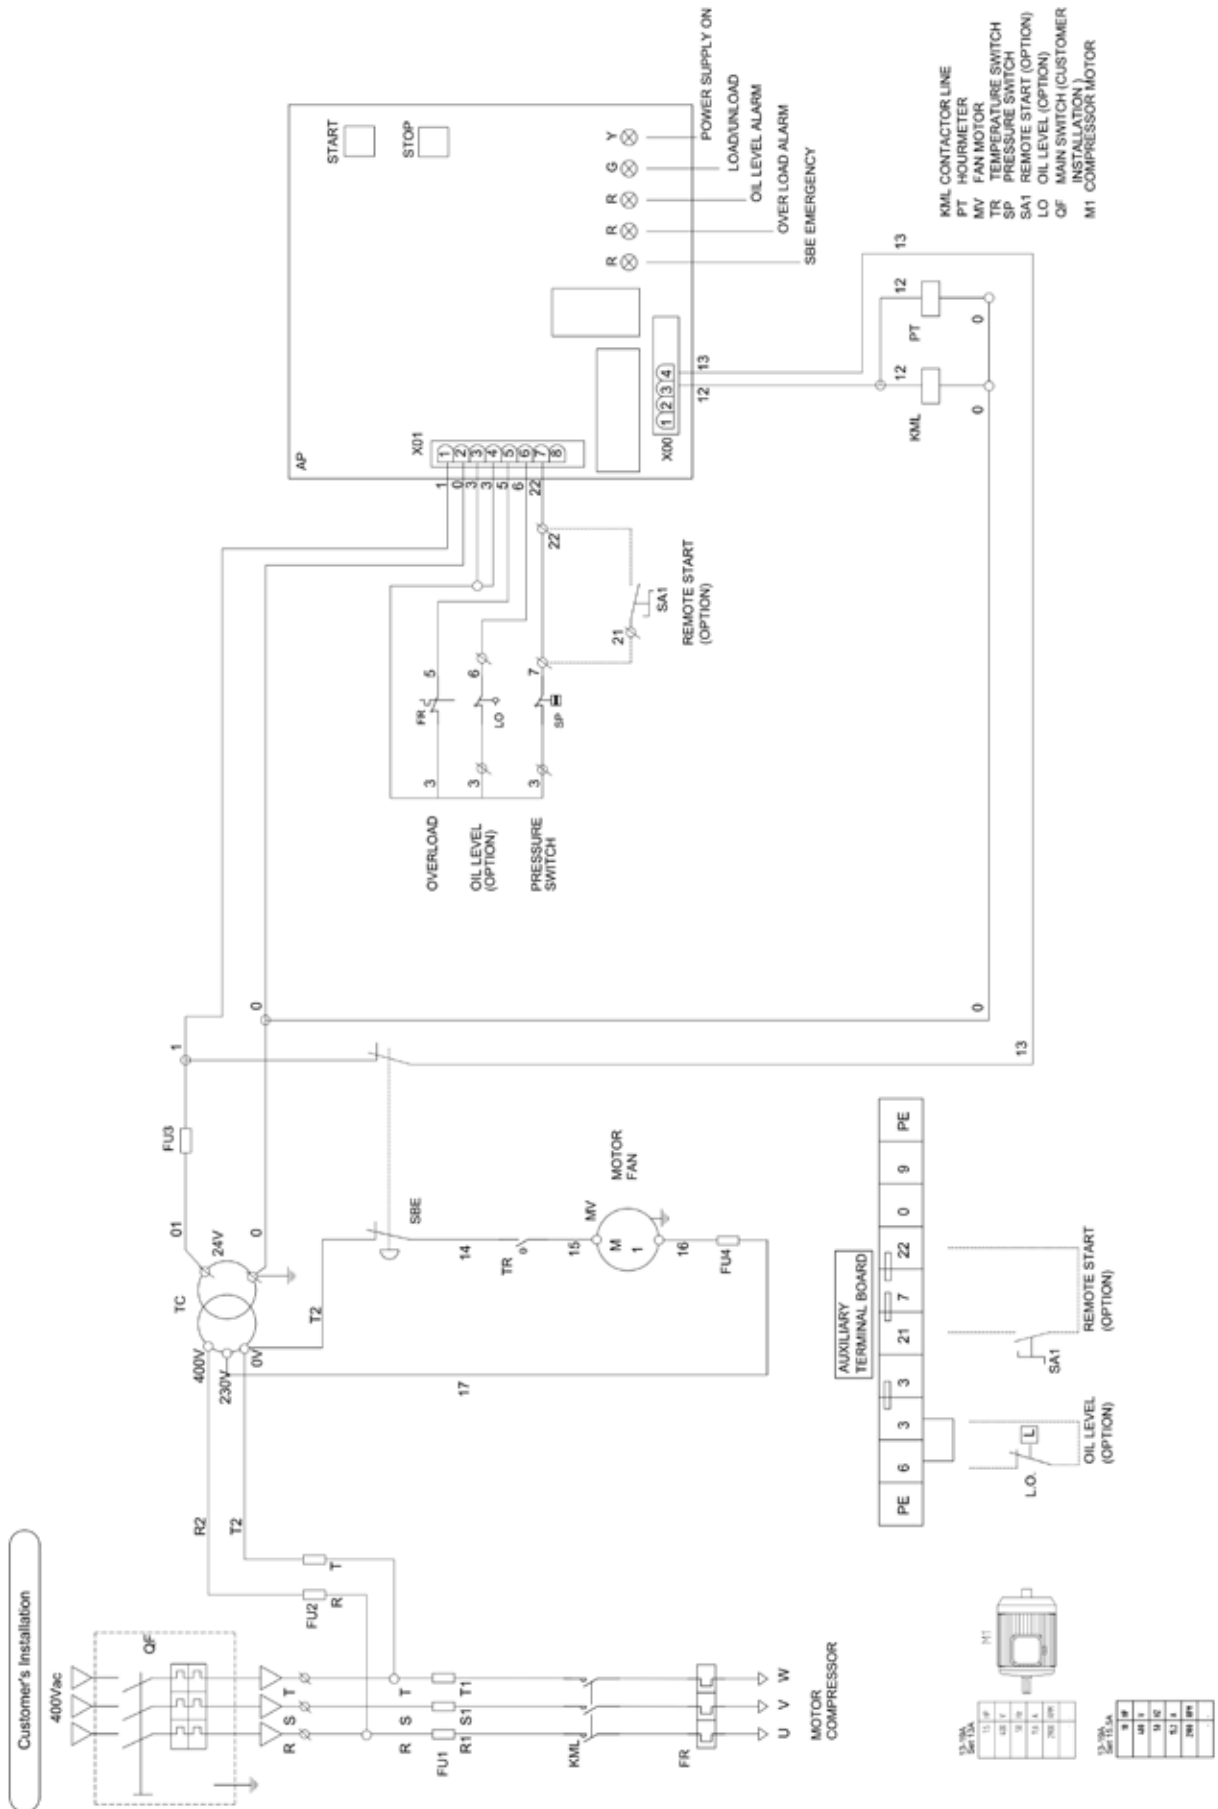 Customer's Installation
400Vac
QF
R S T
R S T
FU1
R1 S1 T1
KML
FR
U V W
MOTOR
COMPRESSOR
FU2
R
T
R2
T2
400V
230V
0V
TC
24V
01
0
FU3
1
0
T2
SBE
14
TR
15
MV
M
1
MOTOR
FAN
16
FU4
17
13
0
OVERLOAD
3
FR
5
OIL LEVEL
(OPTION)
3
LO
6
PRESSURE
SWITCH
3
SP
7
22
21
SA1
REMOTE START
(OPTION)
AP
X01
1 2 3 4 5 6 7 8
1 0 3 3 5 6 22
START
STOP
R R R G Y
POWER SUPPLY ON
LOAD/UNLOAD
OIL LEVEL ALARM
OVER LOAD ALARM
SBE EMERGENCY
X00
1 2 3 4
12 13
KML
12
0
PT
12
0
13
KML CONTACTOR LINE
PT HOURMETER
MV FAN MOTOR
TR TEMPERATURE SWITCH
SP PRESSURE SWITCH
SA1 REMOTE START (OPTION)
LO OIL LEVEL (OPTION)
QF MAIN SWITCH (CUSTOMER
INSTALLATION )
M1 COMPRESSOR MOTOR
AUXILIARY
TERMINAL BOARD
PE 6 3 3 21 7 22 0 9 PE
L.O.
L
OIL LEVEL
(OPTION)
SA1
REMOTE START
(OPTION)
M1